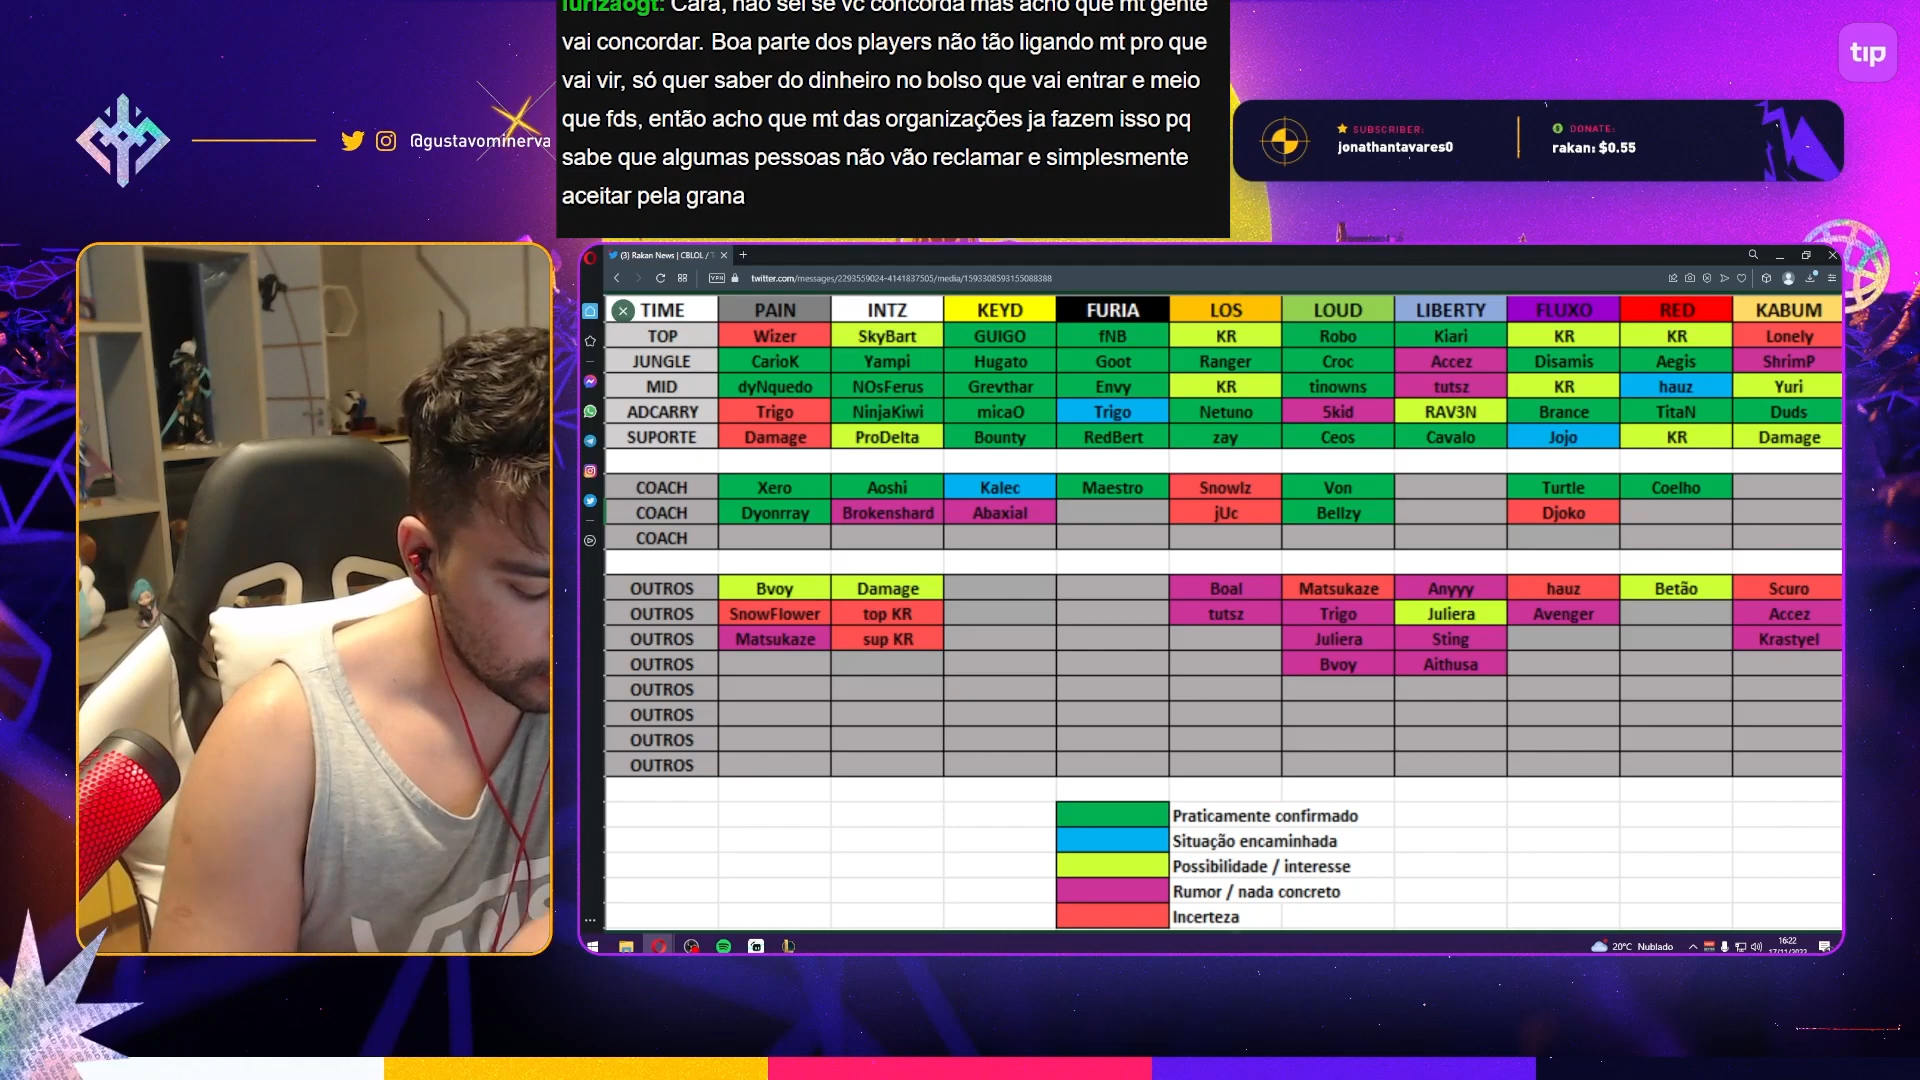 furizaogt: Cara, não sei se vc concorda mas acho que mt gente
vai concordar. Boa parte dos players não tão ligando mt pro que
vai vir, só quer saber do dinheiro no bolso que vai entrar e meio
que fds, então acho que mt das organizações ja fazem isso pq
sabe que algumas pessoas não vão reclamar e simplesmente
aceitar pela grana
tip
@gustavominerva
SUBSCRIBER:
jonathantavares0
DONATE:
rakan: $0.55
(3) Rakan News | CBLOL / T
twitter.com/messages/2293559024-4141837505/media/1593308593155088388
TIME PAIN INTZ KEYD FURIA LOS LOUD LIBERTY FLUXO RED KABUM
TOP Wizer SkyBart GUIGO fNB KR Robo Kiari KR KR Lonely
JUNGLE CarioK Yampi Hugato Goot Ranger Croc Accez Disamis Aegis ShrimP
MID dyNquedo NOsFerus Grevthar Envy KR tinowns tutsz KR hauz Yuri
ADCARRY Trigo NinjaKiwi micaO Trigo Netuno 5kid RAV3N Brance TitaN Duds
SUPORTE Damage ProDelta Bounty RedBert zay Ceos Cavalo Jojo KR Damage
COACH Xero Aoshi Kalec Maestro Snowlz Von Turtle Coelho
COACH Dyonrray Brokenshard Abaxial jUc Bellzy Djoko
COACH
OUTROS Bvoy Damage Boal Matsukaze Anyyy hauz Betão Scuro
OUTROS SnowFlower top KR tutsz Trigo Juliera Avenger Accez
OUTROS Matsukaze sup KR Juliera Sting Krastyel
OUTROS Bvoy Aithusa
OUTROS
OUTROS
OUTROS
OUTROS
Praticamente confirmado
Situação encaminhada
Possibilidade / interesse
Rumor / nada concreto
Incerteza
20°C Nublado
16:22
17/11/2022